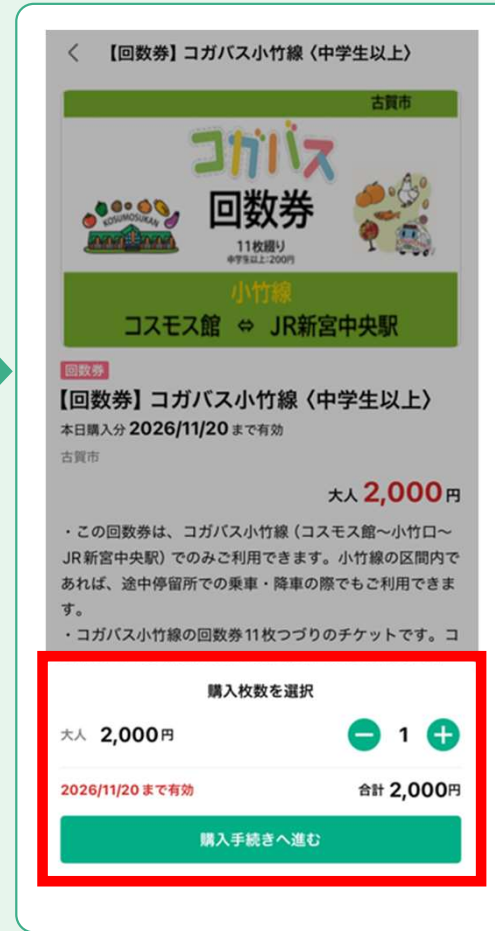 【回数券】コガバス小竹線〈中学生以上〉
古賀市
コガバス
KOSUMOSUKAN
回数券
11枚綴り
中学生以上:200円
小竹線
コスモス館 ⇔ JR新宮中央駅
回数券
【回数券】コガバス小竹線〈中学生以上〉
本日購入分 2026/11/20 まで有効
古賀市
大人 2,000円
・この回数券は、コガバス小竹線（コスモス館～小竹口～
JR新宮中央駅）でのみご利用できます。小竹線の区間内で
あれば、途中停留所での乗車・降車の際でもご利用できま
す。
・コガバス小竹線の回数券11枚つづりのチケットです。コ
購入枚数を選択
大人 2,000円
1
2026/11/20まで有効
合計 2,000円
購入手続きへ進む